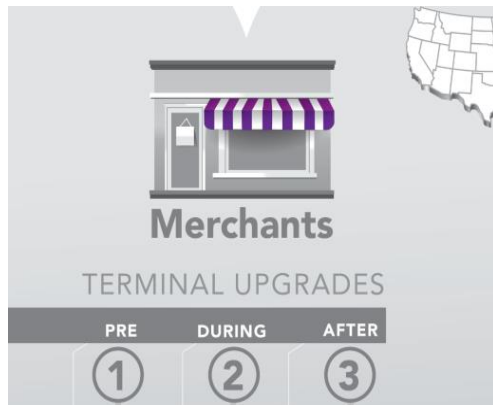 Merchants
TERMINAL UPGRADES
PRE DURING AFTER
1 2 3